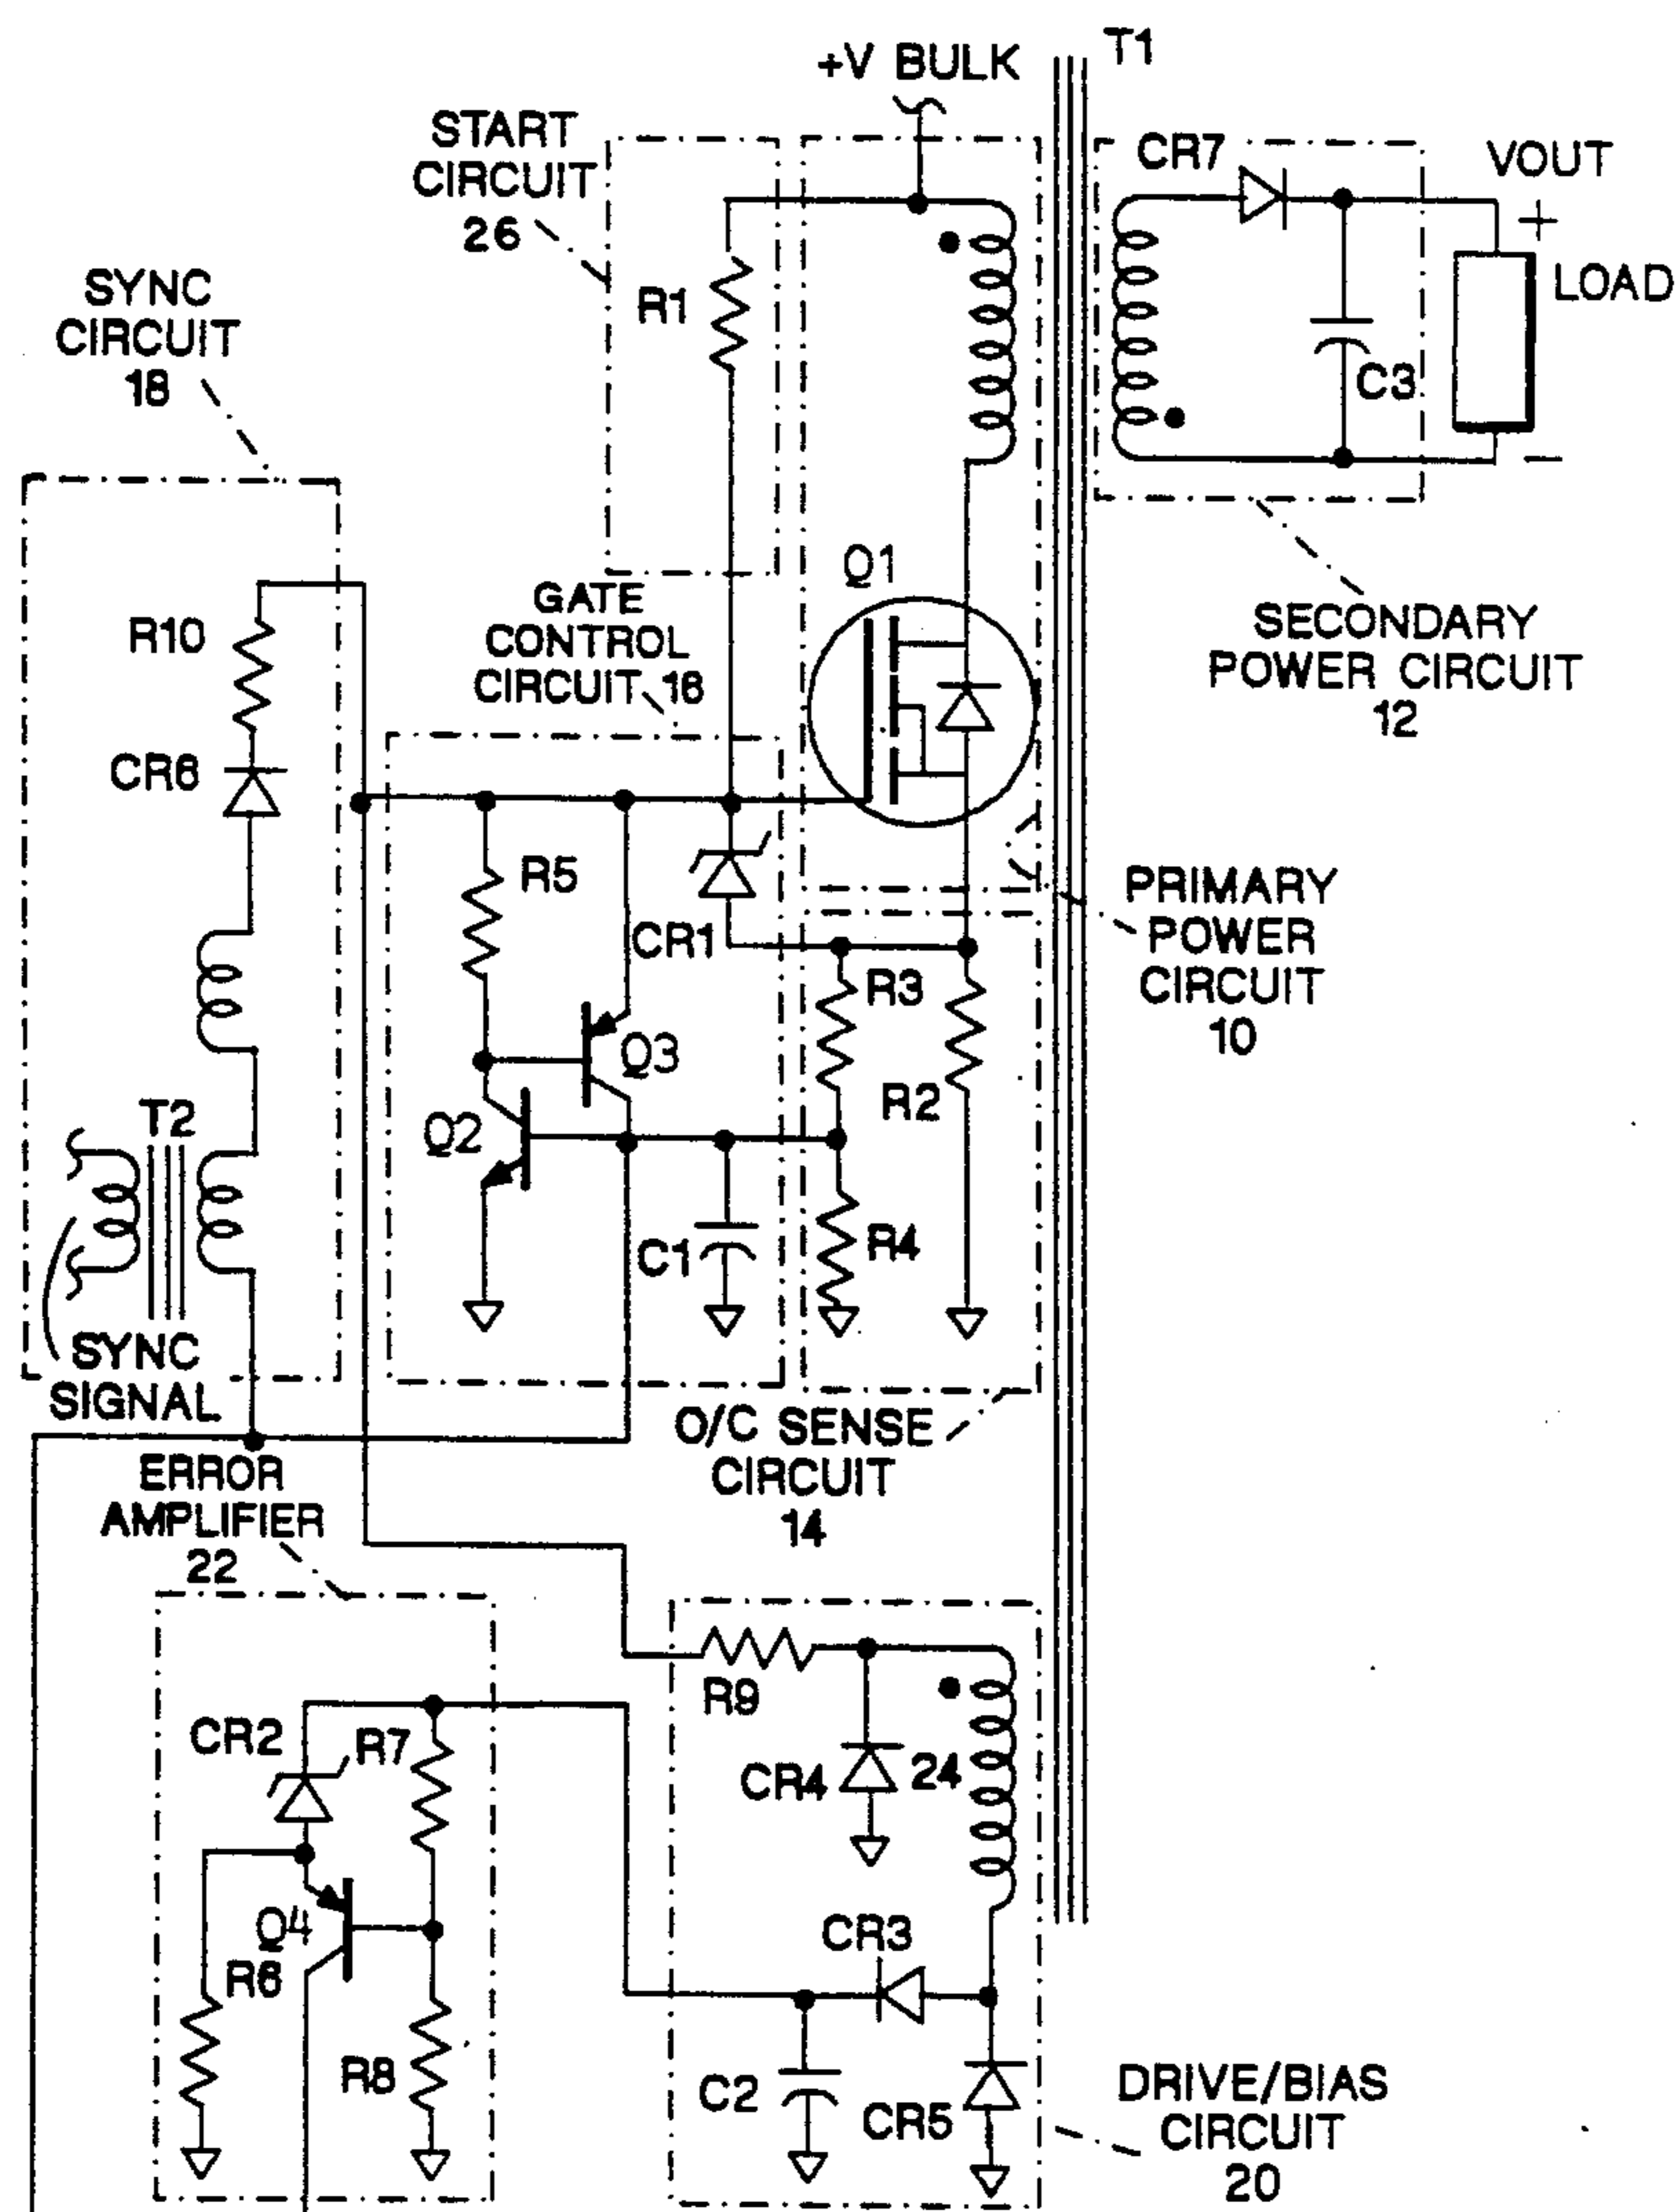 T1
+V BULK
START
CIRCUIT
26
CR7
VOUT
+
LOAD
C3
−
R1
SYNC
CIRCUIT
18
Q1
GATE
CONTROL
CIRCUIT 16
SECONDARY
POWER CIRCUIT
12
R10
CR6
R5
CR1
R3
PRIMARY
POWER
CIRCUIT
10
Q3
R2
T2
Q2
C1
R4
SYNC
SIGNAL
O/C SENSE
CIRCUIT
14
ERROR
AMPLIFIER
22
R9
CR2
R7
CR4
24
Q4
R6
CR3
R8
C2
CR5
DRIVE/BIAS
CIRCUIT
20